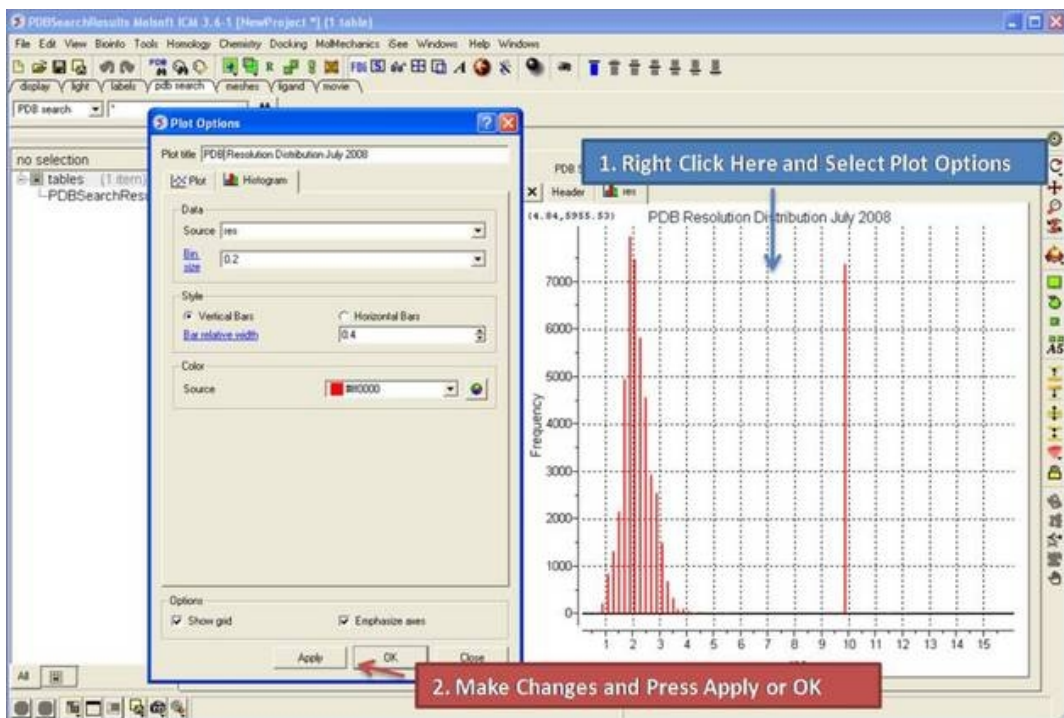 PDBSearchResults Molsoft ICM 3.6-1 [NewProject *] (1 table)
File Edit View Bioinfo Tools Homology Chemistry Docking MolMechanics iSee Windows Help Windows
display light labels pdb search meshes ligand movie
PDB search
Plot Options
no selection
tables (1 item)
PDBSearchResu
Plot title PDB Resolution Distribution July 2008
Plot Histogram
Data
Source res
Bin size 0.2
Style
Vertical Bars Horizontal Bars
Bar relative width 0.4
Color
Source #ff0000
Options
Show grid Emphasize axes
Apply OK Close
All
1. Right Click Here and Select Plot Options
PDB S
Header res
(4.84,5955.53) PDB Resolution Distribution July 2008
7000
6000
5000
4000
3000
2000
1000
0
Frequency
1 2 3 4 5 6 7 8 9 10 11 12 13 14 15
2. Make Changes and Press Apply or OK